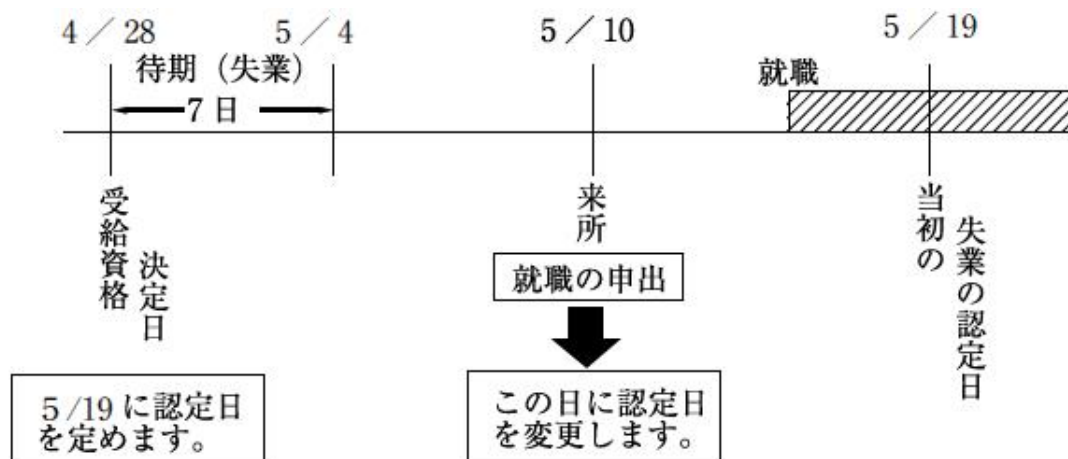 4／28
5／4
5／10
5／19
待期（失業）
7日
就職
受給資格
決定日
来所
当初の
失業の認定日
就職の申出
5/19に認定日
を定めます。
この日に認定日
を変更します。